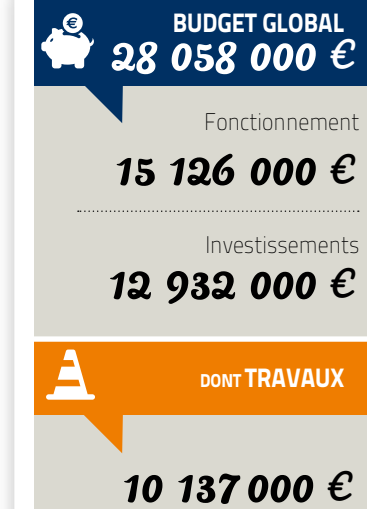 BUDGET GLOBAL
28 058 000 €
Fonctionnement
15 126 000 €
Investissements
12 932 000 €
DONT TRAVAUX
10 137 000 €